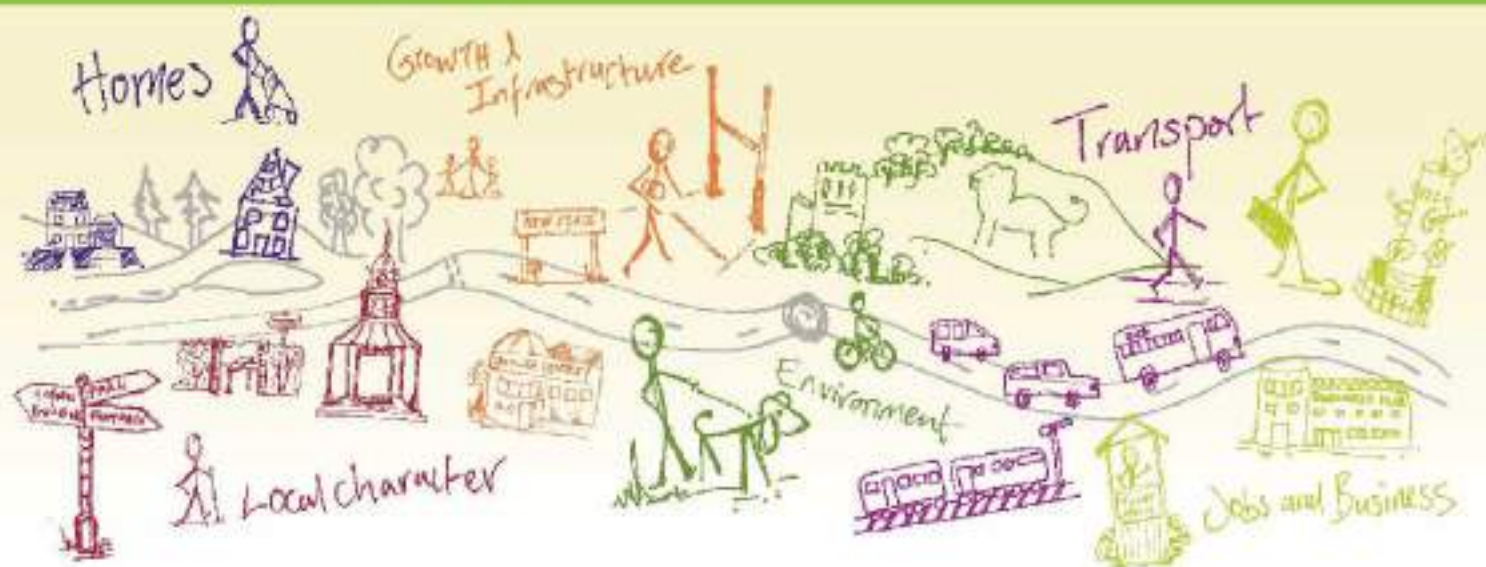 Homes
Growth &
Infrastructure
Transport
Environment
Local character
Jobs and Business